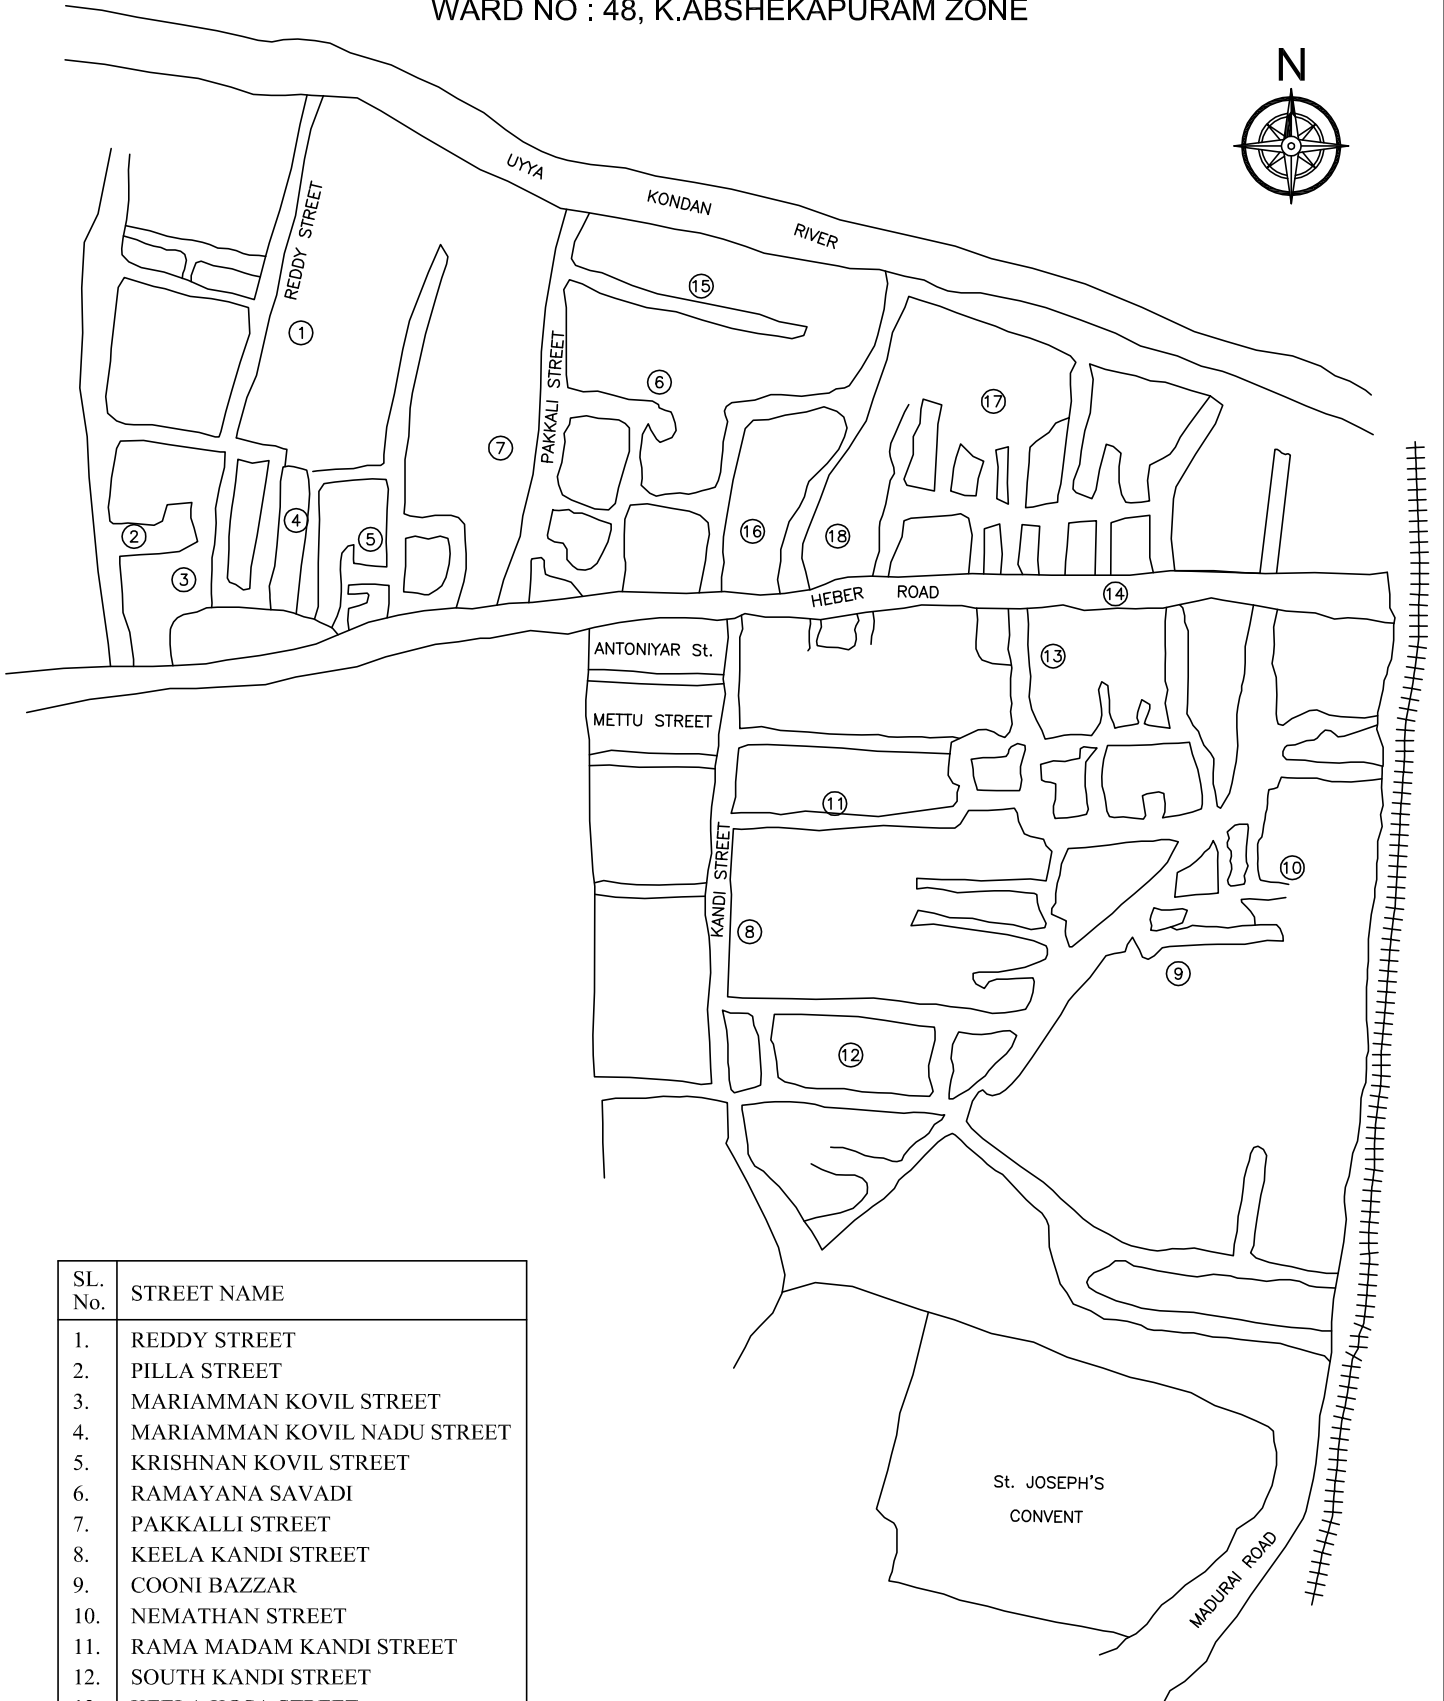 WARD NO : 48, K.ABSHEKAPURAM ZONE
N
UYYA KONDAN RIVER
REDDY STREET
PAKKALI STREET
15
1
6
17
7
4
16
18
2
5
3
HEBER ROAD
14
ANTONIYAR St.
13
METTU STREET
11
KANDI STREET
10
8
9
12
St. JOSEPH'S
CONVENT
MADURAI ROAD
SL. No. STREET NAME
1. REDDY STREET
2. PILLA STREET
3. MARIAMMAN KOVIL STREET
4. MARIAMMAN KOVIL NADU STREET
5. KRISHNAN KOVIL STREET
6. RAMAYANA SAVADI
7. PAKKALLI STREET
8. KEELA KANDI STREET
9. COONI BAZZAR
10. NEMATHAN STREET
11. RAMA MADAM KANDI STREET
12. SOUTH KANDI STREET